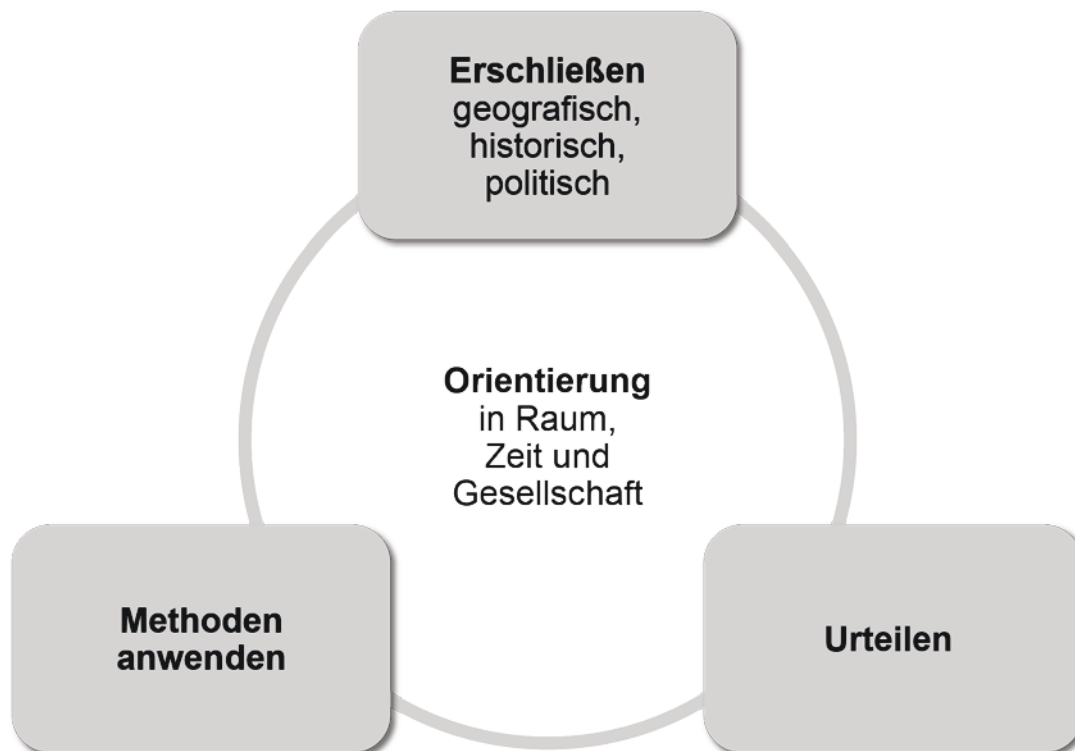 Erschließen
geografisch,
historisch,
politisch
Orientierung
in Raum,
Zeit und
Gesellschaft
Methoden
anwenden
Urteilen